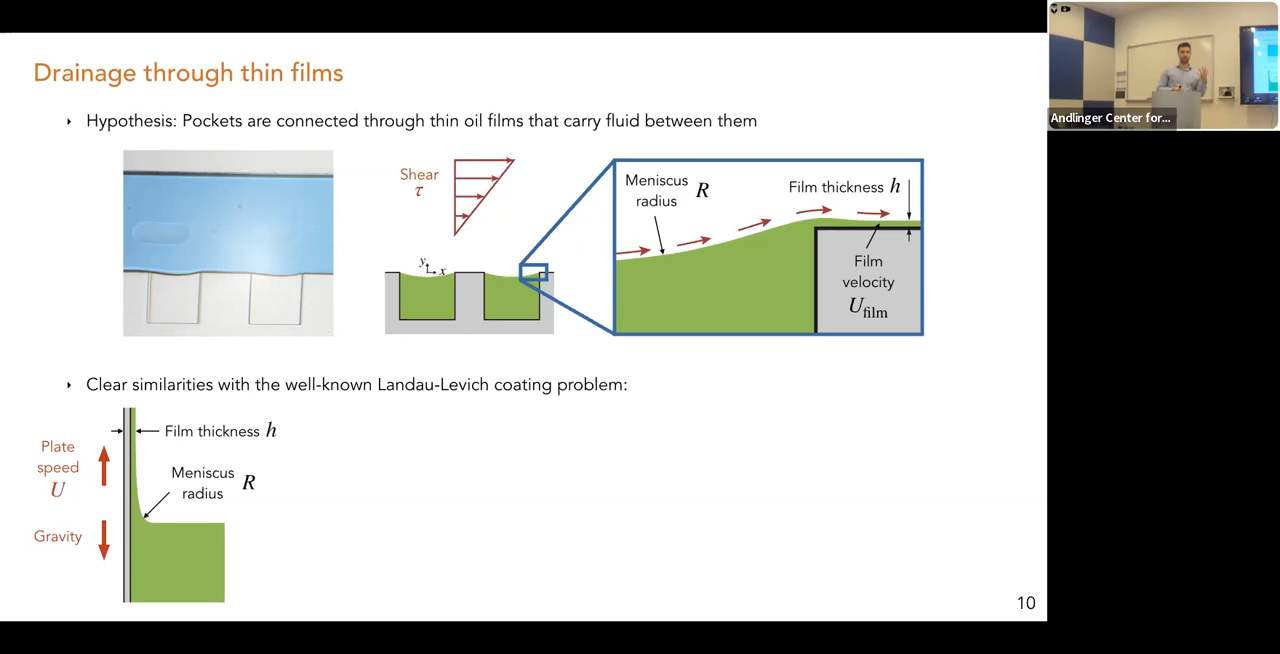 Drainage through thin films
Hypothesis: Pockets are connected through thin oil films that carry fluid between them
Shear
τ
y
x
Meniscus
radius R
Film thickness h
Film
velocity
U_film
Clear similarities with the well-known Landau-Levich coating problem:
Film thickness h
Plate
speed
U
Meniscus
radius R
Gravity
10
Andlinger Center for...